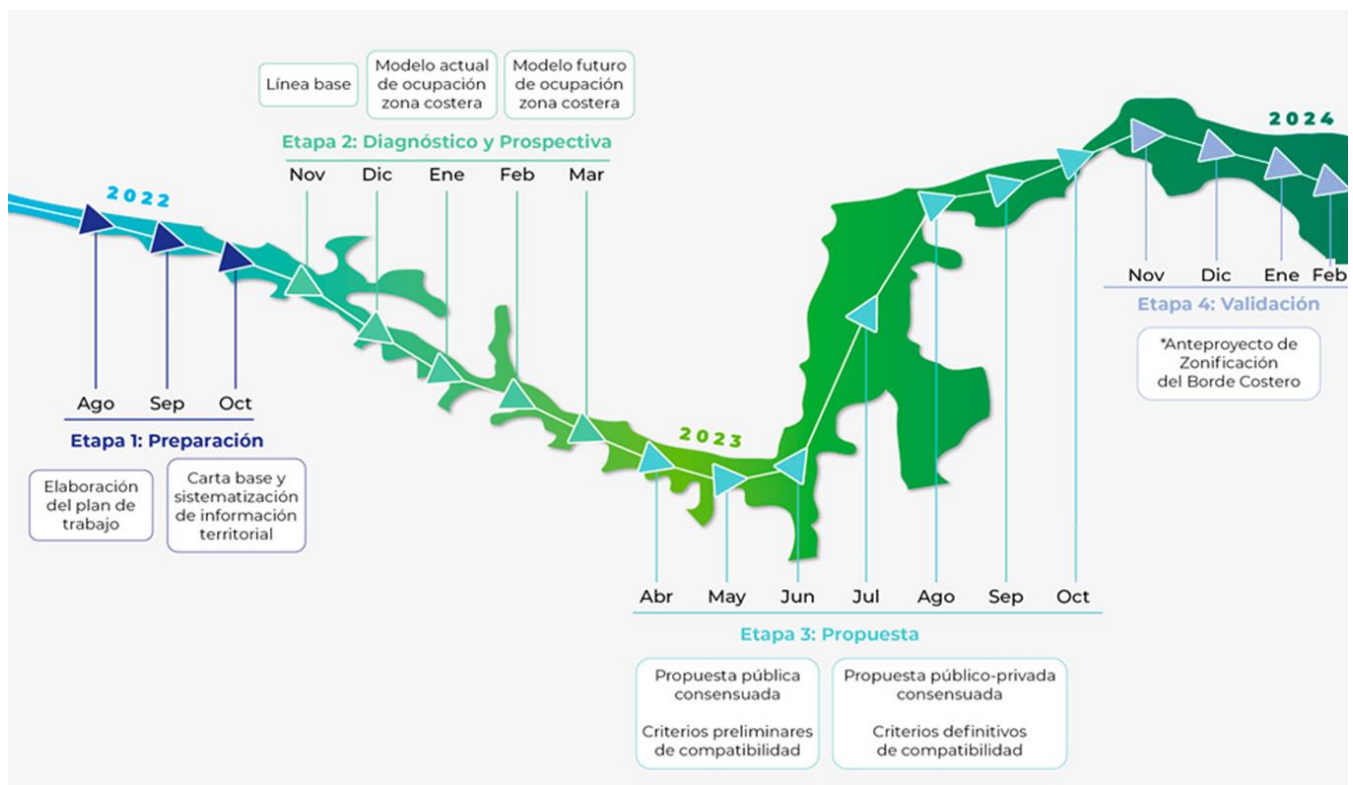 2022
Ago Sep Oct
Etapa 1: Preparación
Elaboración
del plan de
trabajo
Carta base y
sistematización
de información
territorial
Línea base
Modelo actual
de ocupación
zona costera
Modelo futuro
de ocupación
zona costera
Etapa 2: Diagnóstico y Prospectiva
Nov Dic Ene Feb Mar
2023
Abr May Jun Jul Ago Sep Oct
Etapa 3: Propuesta
Propuesta pública
consensuada
Criterios preliminares
de compatibilidad
Propuesta público-privada
consensuada
Criterios definitivos
de compatibilidad
2024
Nov Dic Ene Feb
Etapa 4: Validación
*Anteproyecto de
Zonificación
del Borde Costero